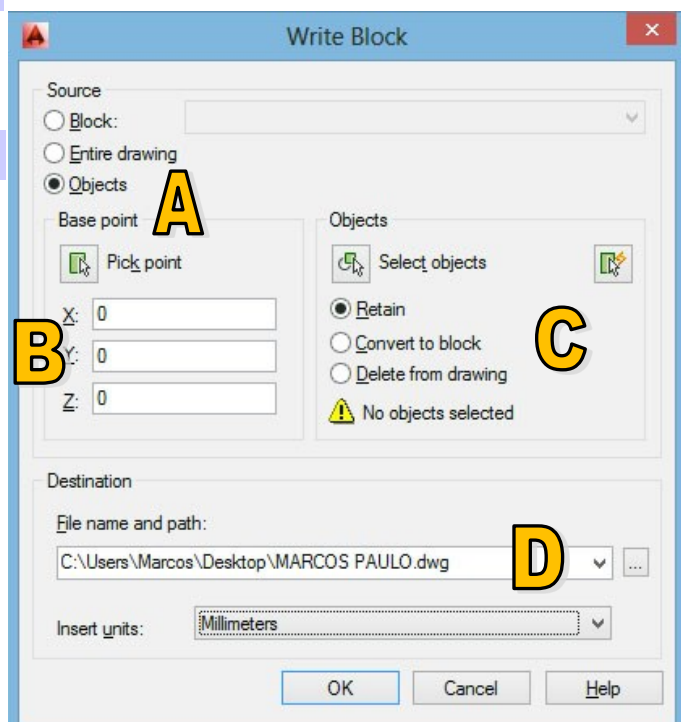 Write Block
Source
Block:
Entire drawing
Objects
A
Base point
Objects
Pick point
Select objects
X: 0
Retain
B
Y: 0
Convert to block
C
Delete from drawing
Z: 0
No objects selected
Destination
File name and path:
C:\Users\Marcos\Desktop\MARCOS PAULO.dwg
D
...
Insert units: Millimeters
OK Cancel Help